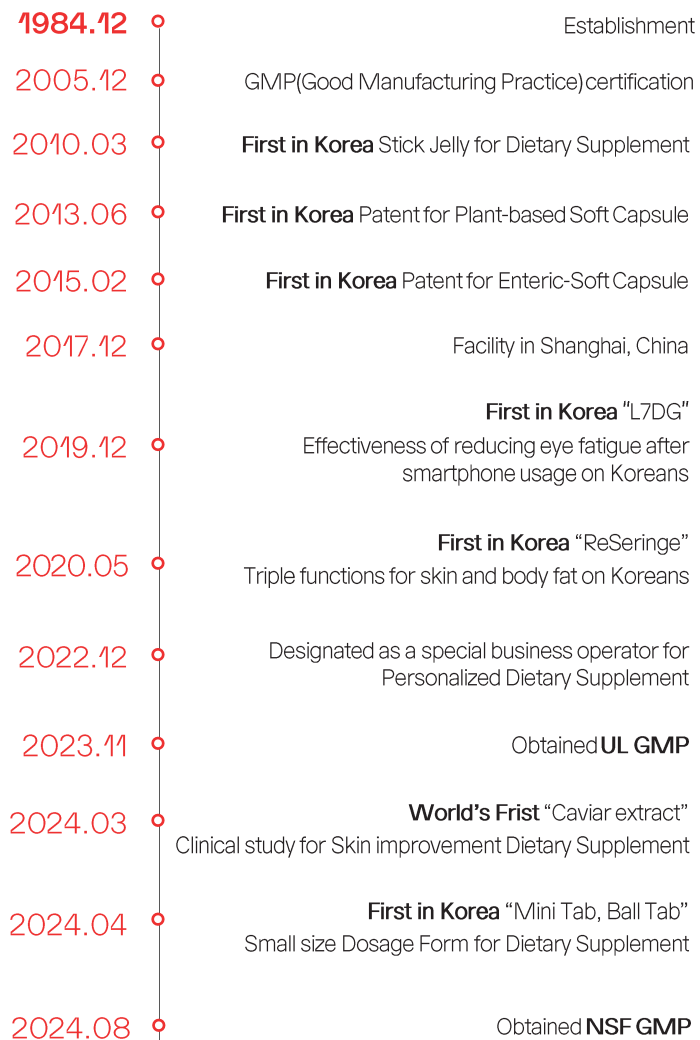 1984.12 Establishment
2005.12 GMP(Good Manufacturing Practice)certification
2010.03 First in Korea Stick Jelly for Dietary Supplement
2013.06 First in Korea Patent for Plant-based Soft Capsule
2015.02 First in Korea Patent for Enteric-Soft Capsule
2017.12 Facility in Shanghai, China
2019.12
First in Korea "L7DG"
Effectiveness of reducing eye fatigue after
smartphone usage on Koreans
2020.05
First in Korea “ReSeringe”
Triple functions for skin and body fat on Koreans
2022.12
Designated as a special business operator for
Personalized Dietary Supplement
2023.11 Obtained UL GMP
2024.03
World’s Frist “Caviar extract”
Clinical study for Skin improvement Dietary Supplement
2024.04
First in Korea “Mini Tab, Ball Tab”
Small size Dosage Form for Dietary Supplement
2024.08 Obtained NSF GMP